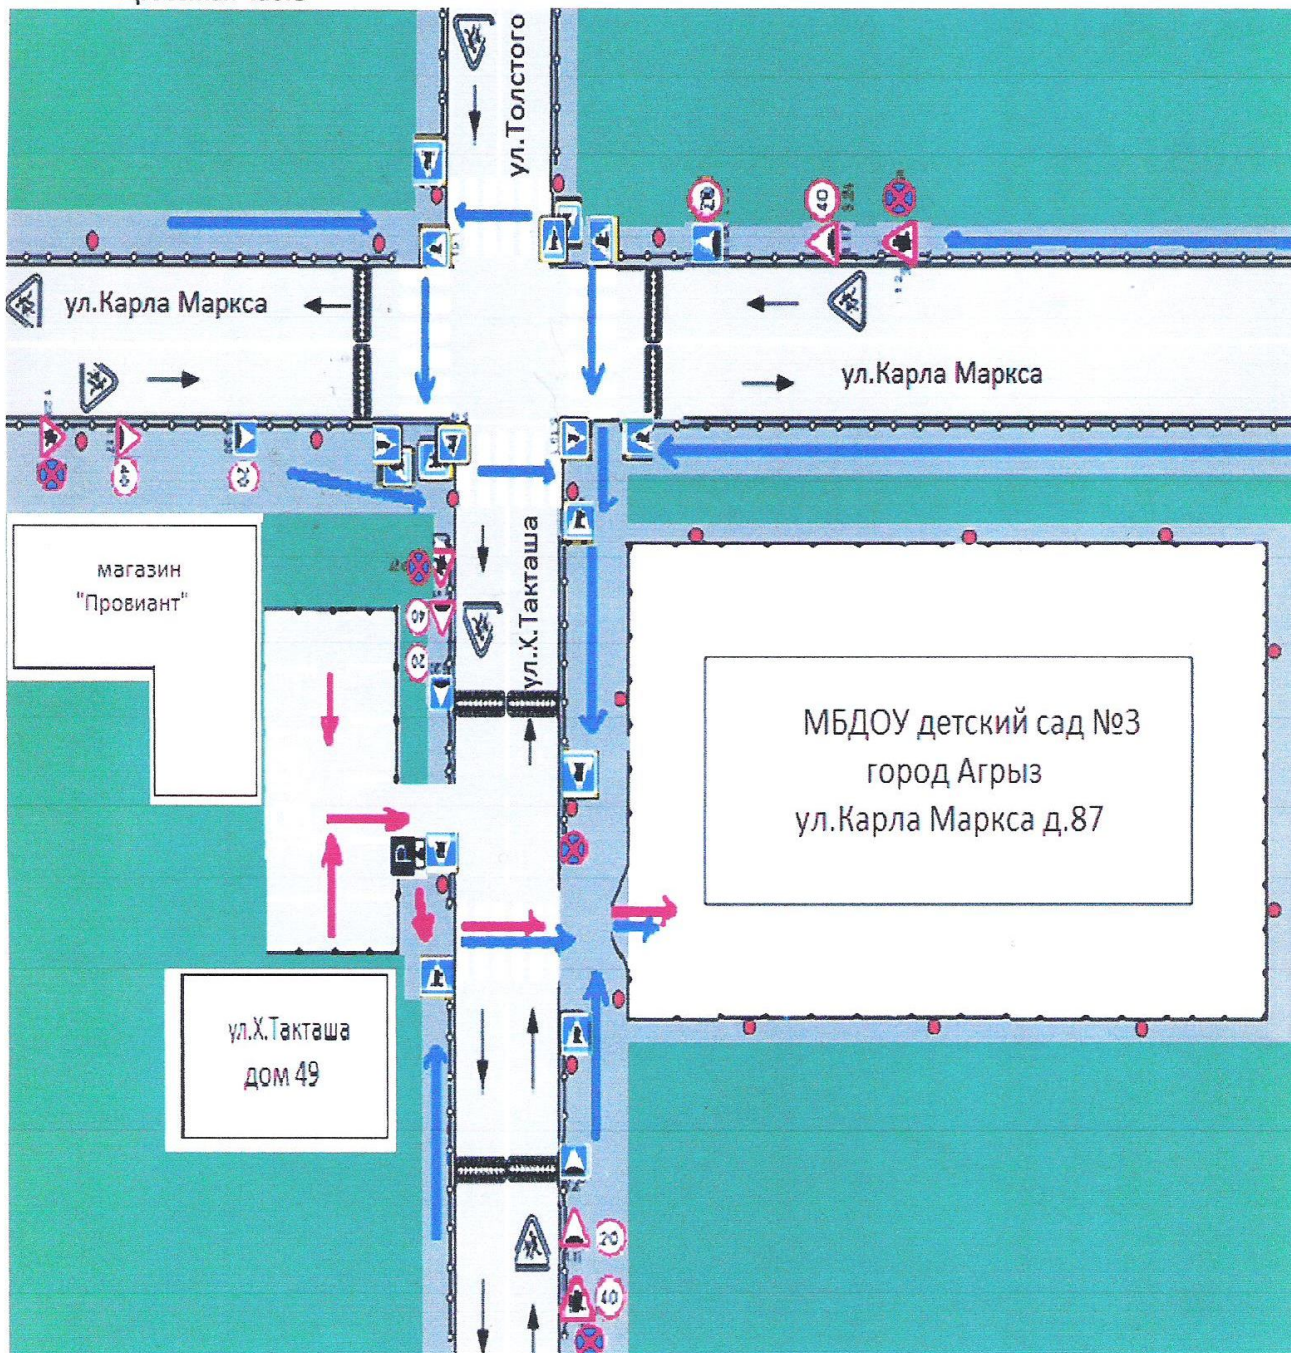 ул.Толстого
20
40
ул.Карла Маркса
ул.Карла Маркса
40
20
магазин
"Провиант"
ул.Х.Такташа
40
20
МБДОУ детский сад №3
город Агрыз
ул.Карла Маркса д.87
P
ул.Х.Такташа
дом 49
20
40